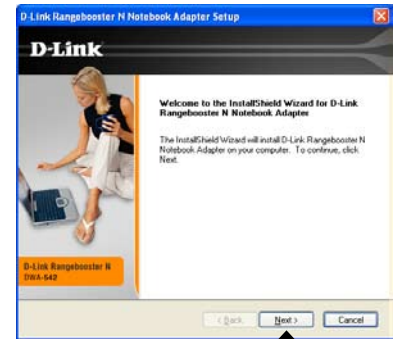 D-Link Rangebooster N Notebook Adapter Setup
D-Link
Welcome to the InstallShield Wizard for D-Link
Rangebooster N Notebook Adapter
The InstallShield Wizard will install D-Link Rangebooster N
Notebook Adapter on your computer. To continue, click
Next.
D-Link Rangebooster N
DWA-642
< Back
Next >
Cancel